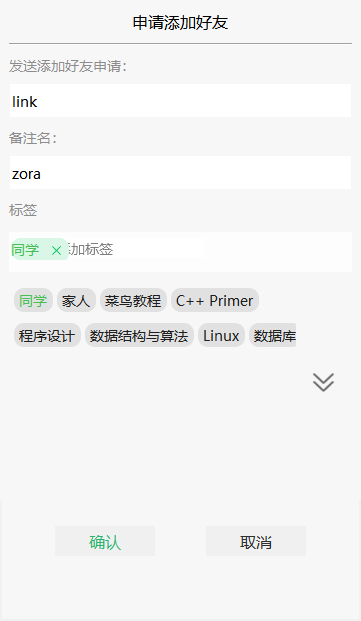 申请添加好友
发送添加好友申请:
link
备注名:
zora
标签
同学 × 加标签
同学 家人 菜鸟教程 C++ Primer
程序设计 数据结构与算法 Linux 数据库
确认 取消